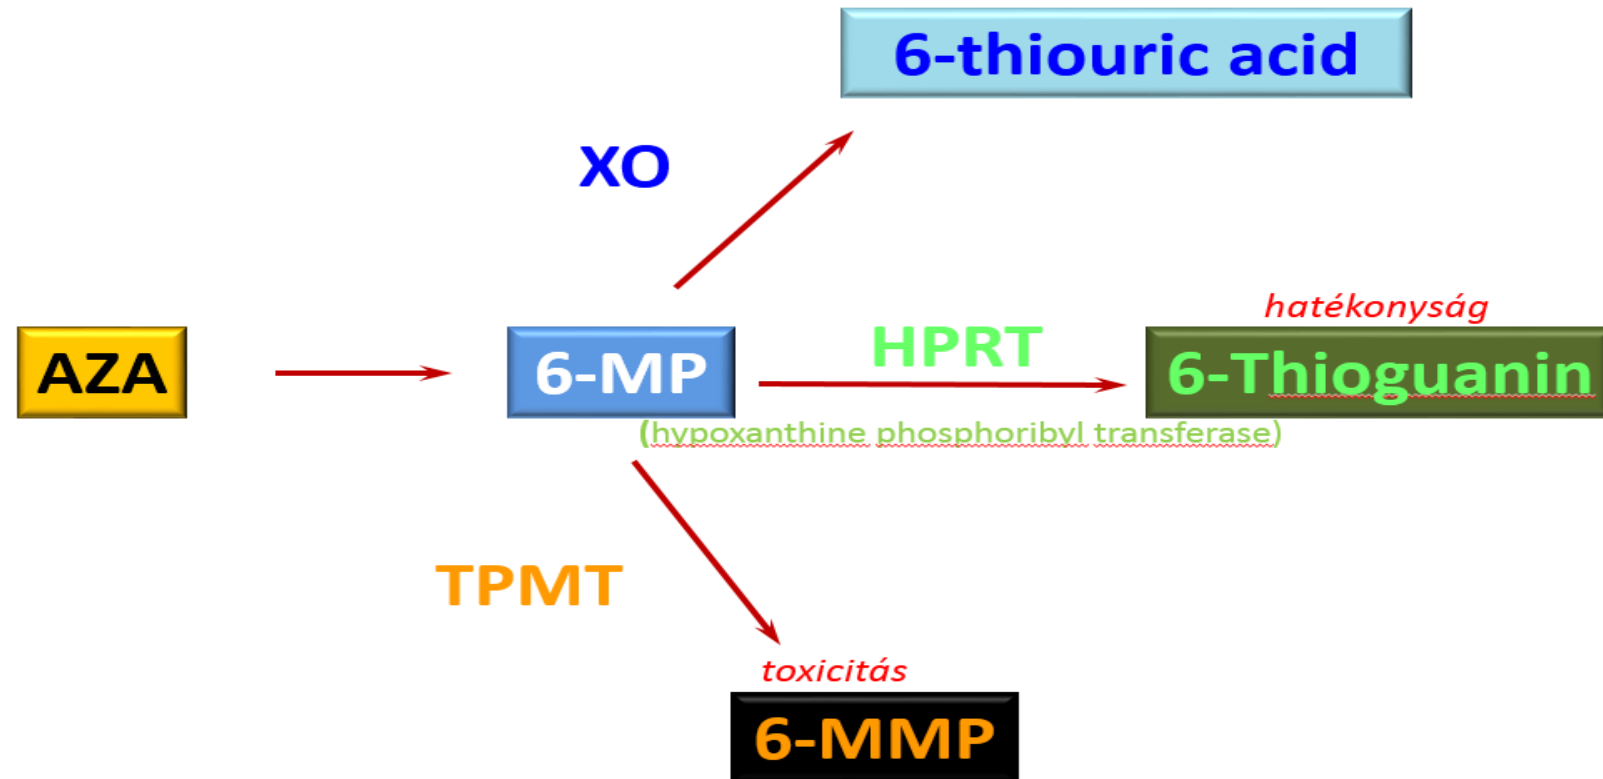 6-thiouric acid
XO
hatékonyság
AZA
6-MP
HPRT
6-Thioguanin
(hypoxanthine phosphoribyl transferase)
TPMT
toxicitás
6-MMP